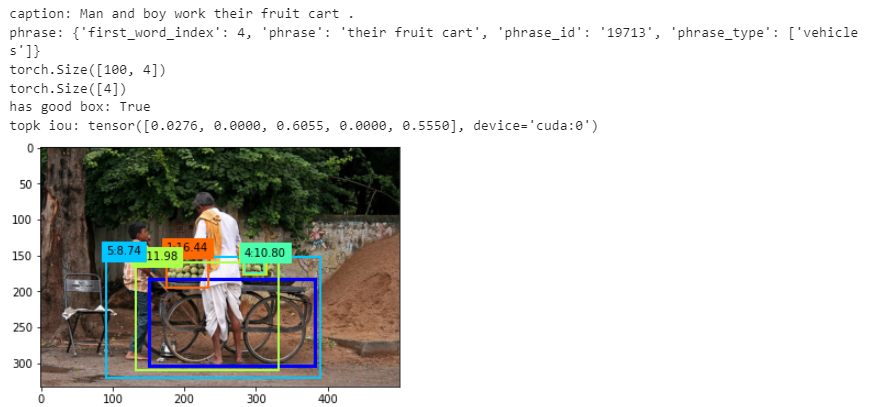 caption: Man and boy work their fruit cart .
phrase: {'first_word_index': 4, 'phrase': 'their fruit cart', 'phrase_id': '19713', 'phrase_type': ['vehicle
s']}
torch.Size([100, 4])
torch.Size([4])
has good box: True
topk iou: tensor([0.0276, 0.0000, 0.6055, 0.0000, 0.5550], device='cuda:0')
0
50
100
150
200
250
300
5:8.74
11.98
16.44
4:10.80
0 100 200 300 400